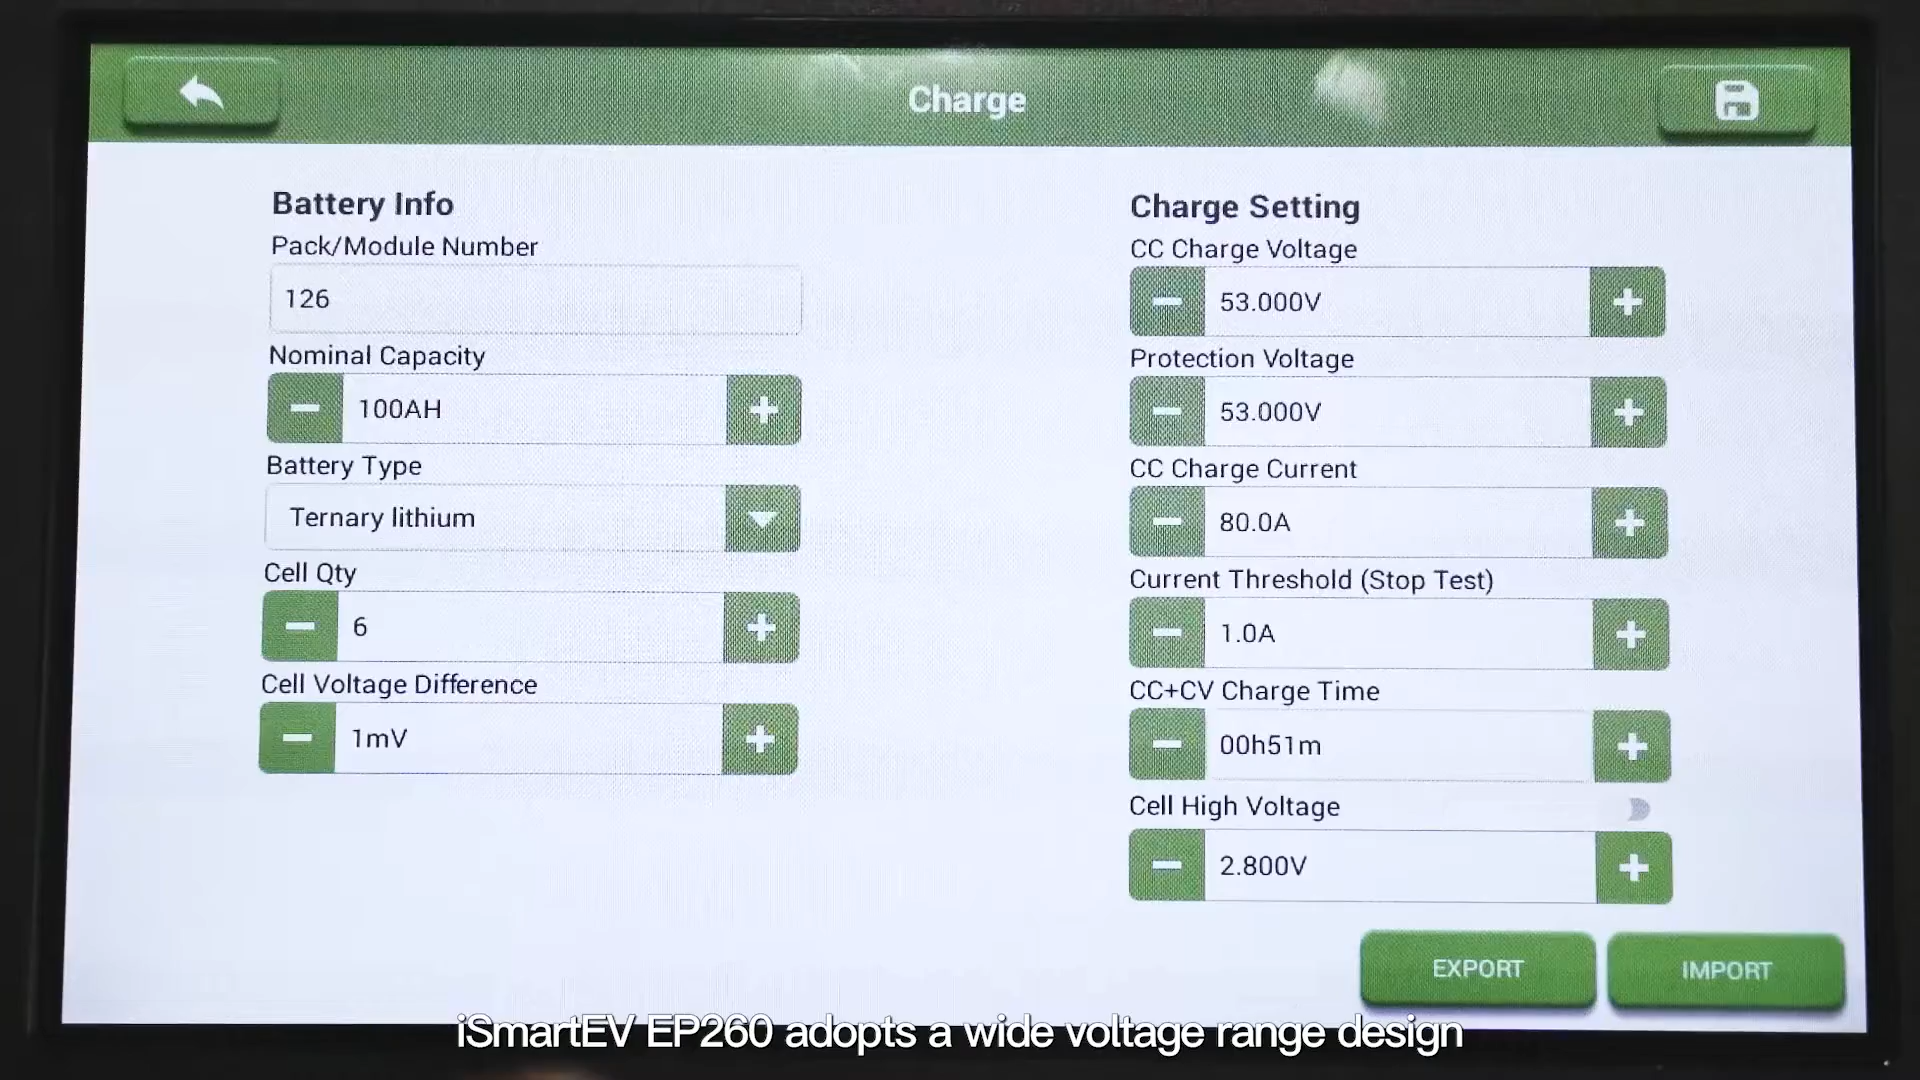 Charge
Battery Info
Pack/Module Number
126
Nominal Capacity
100AH
Battery Type
Ternary lithium
Cell Qty
6
Cell Voltage Difference
1mV
Charge Setting
CC Charge Voltage
53.000V
Protection Voltage
53.000V
CC Charge Current
80.0A
Current Threshold (Stop Test)
1.0A
CC+CV Charge Time
00h51m
Cell High Voltage
2.800V
EXPORT
IMPORT
iSmartEV EP260 adopts a wide voltage range design